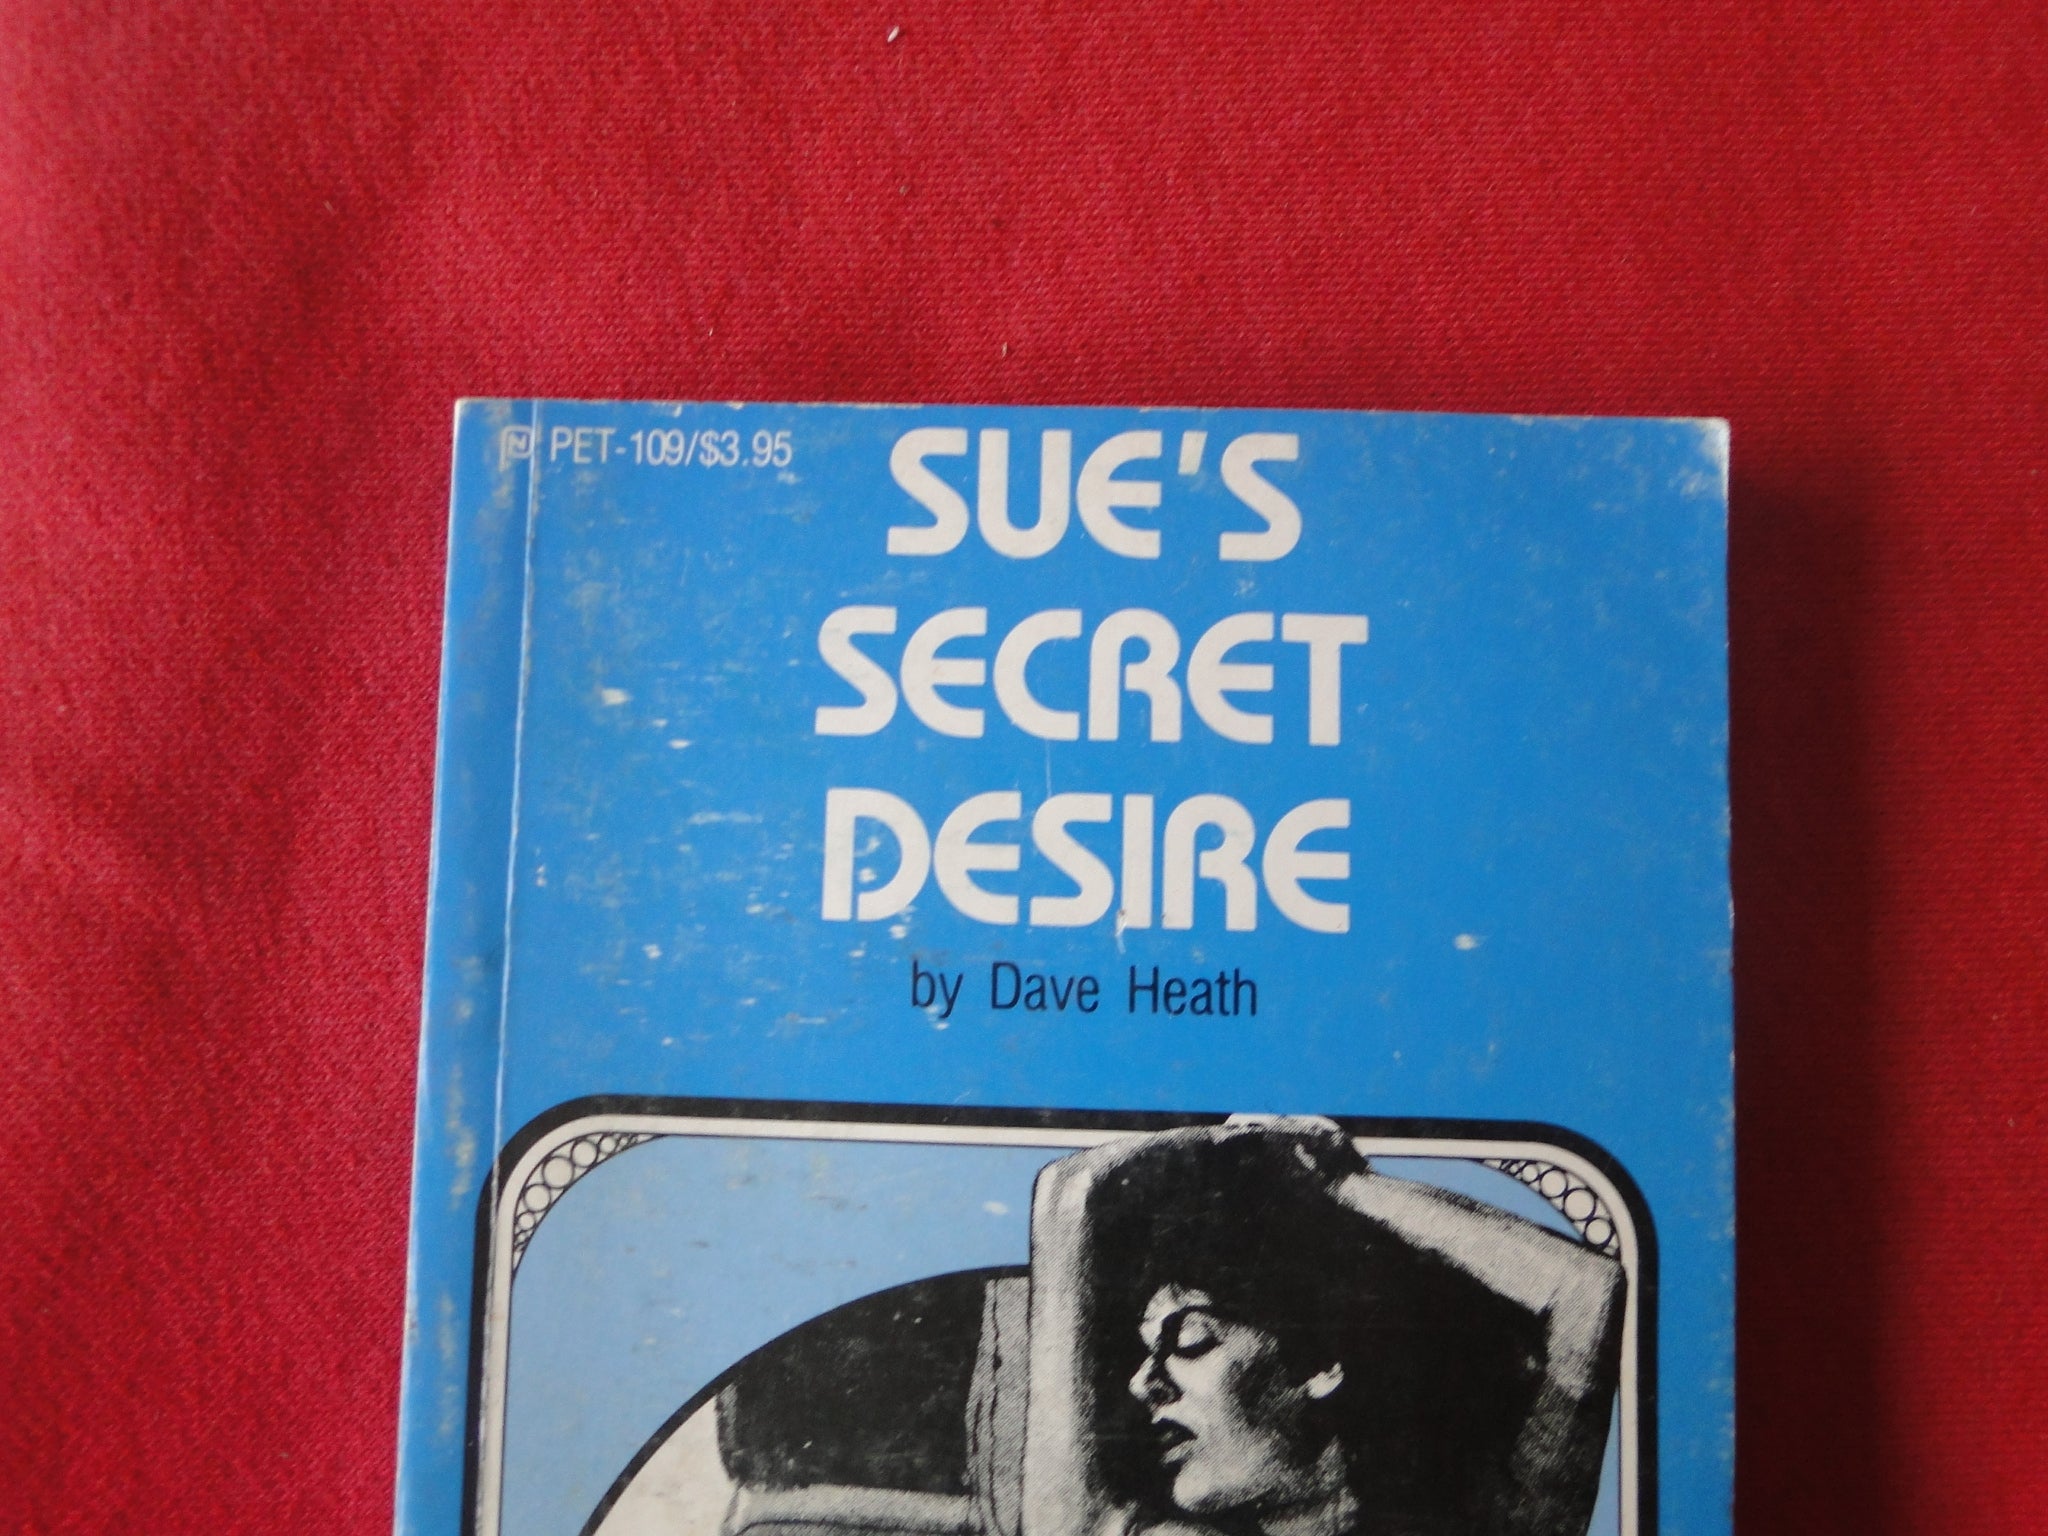 PET-109/$3.95
SUE'S
SECRET
DESIRE
by Dave Heath